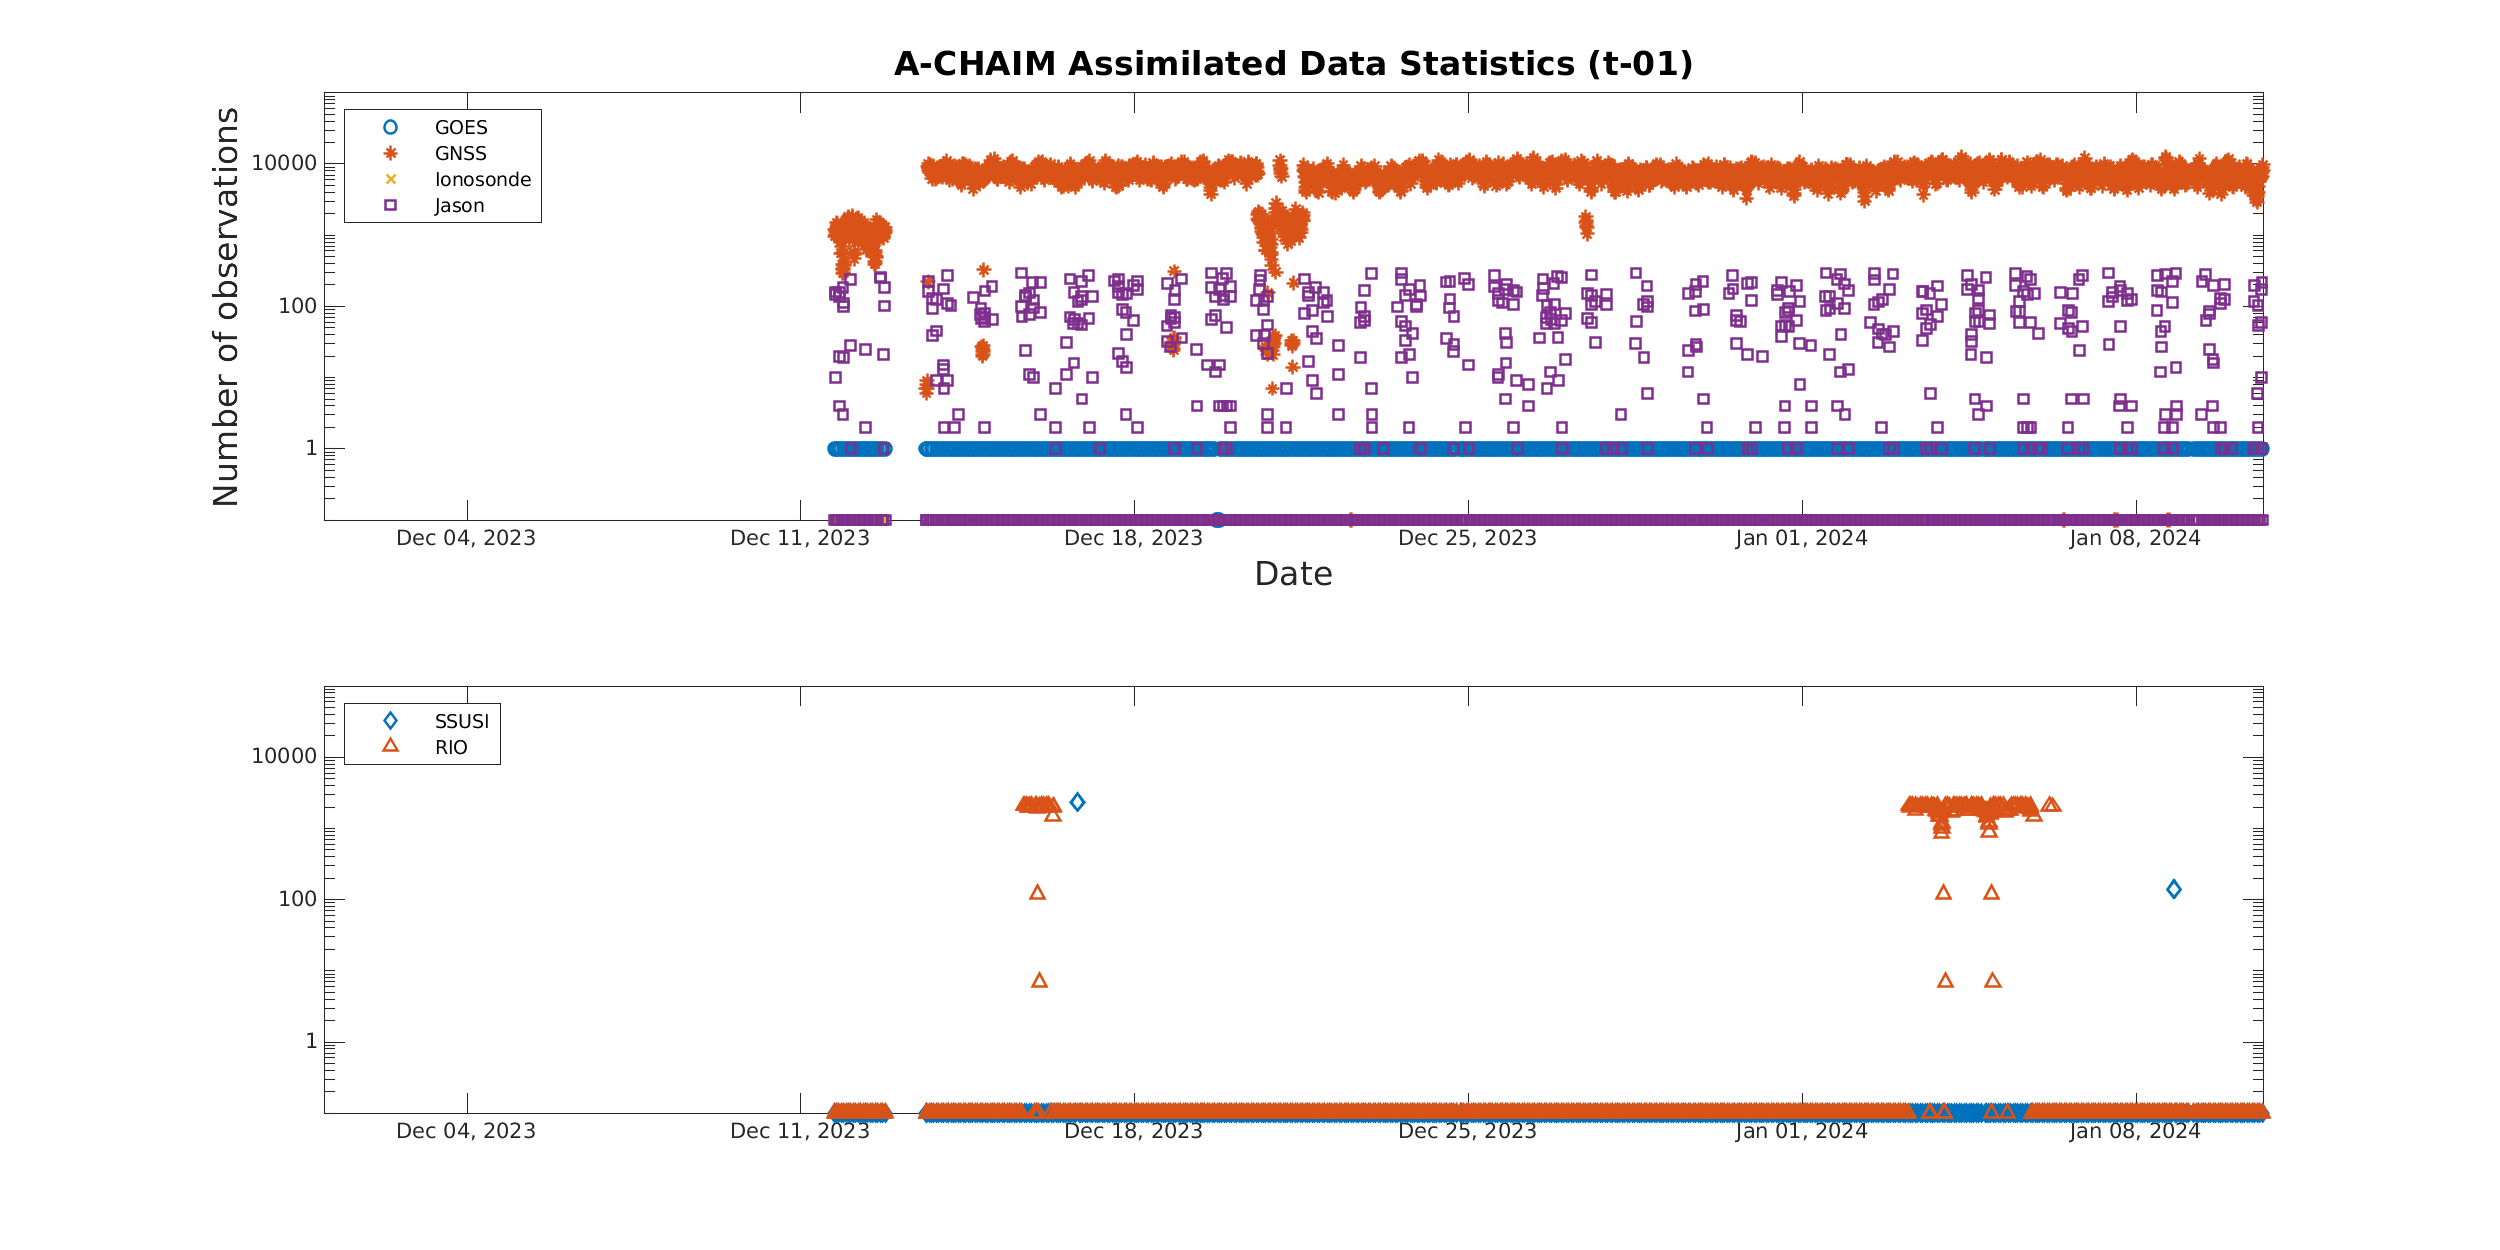 A-CHAIM Assimilated Data Statistics (t-01)
Number of observations
10000
100
1
GOES
GNSS
Ionosonde
Jason
Dec 04, 2023
Dec 11, 2023
Dec 18, 2023
Dec 25, 2023
Jan 01, 2024
Jan 08, 2024
Date
10000
100
1
SSUSI
RIO
Dec 04, 2023
Dec 11, 2023
Dec 18, 2023
Dec 25, 2023
Jan 01, 2024
Jan 08, 2024